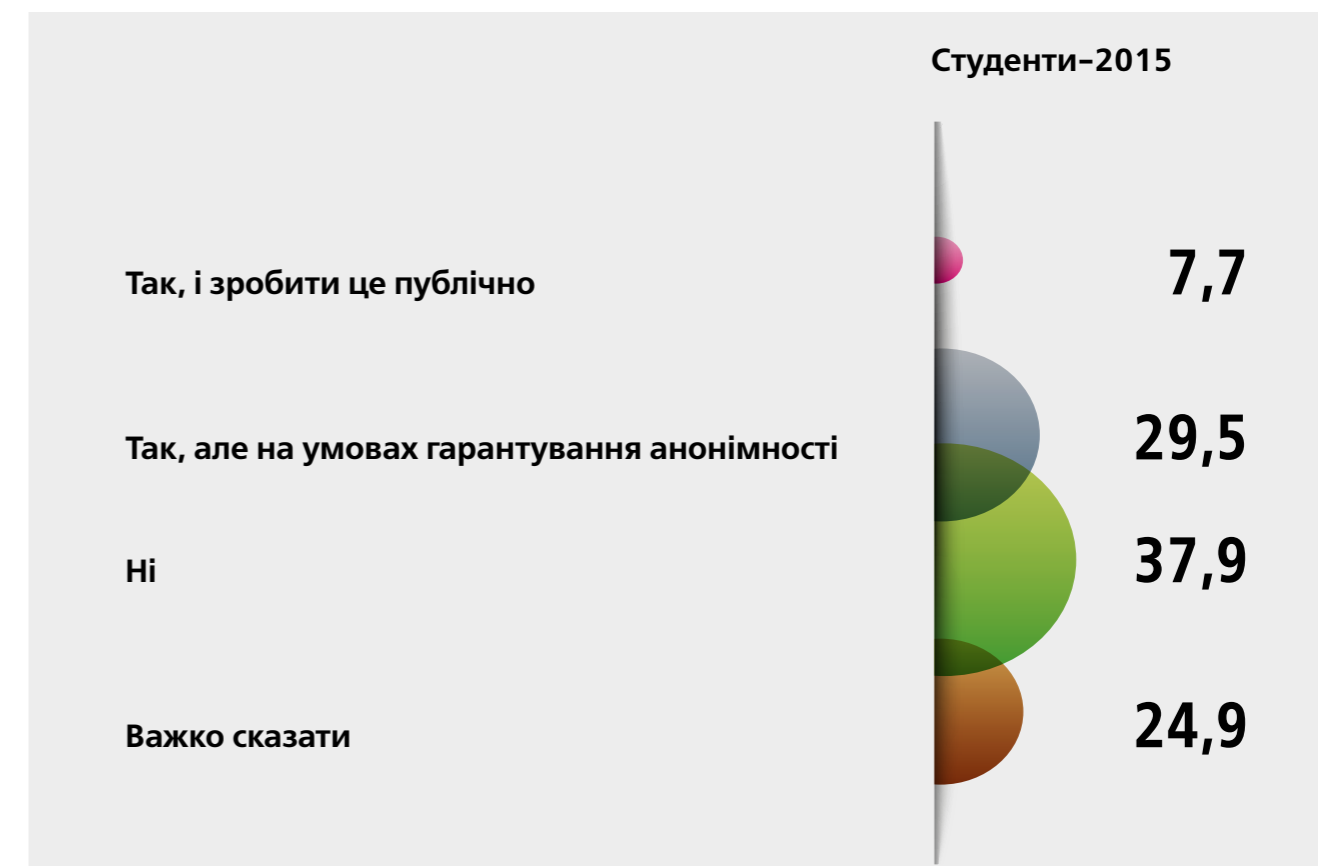 Студенти–2015
Так, і зробити це публічно 7,7
Так, але на умовах гарантування анонімності 29,5
Ні 37,9
Важко сказати 24,9